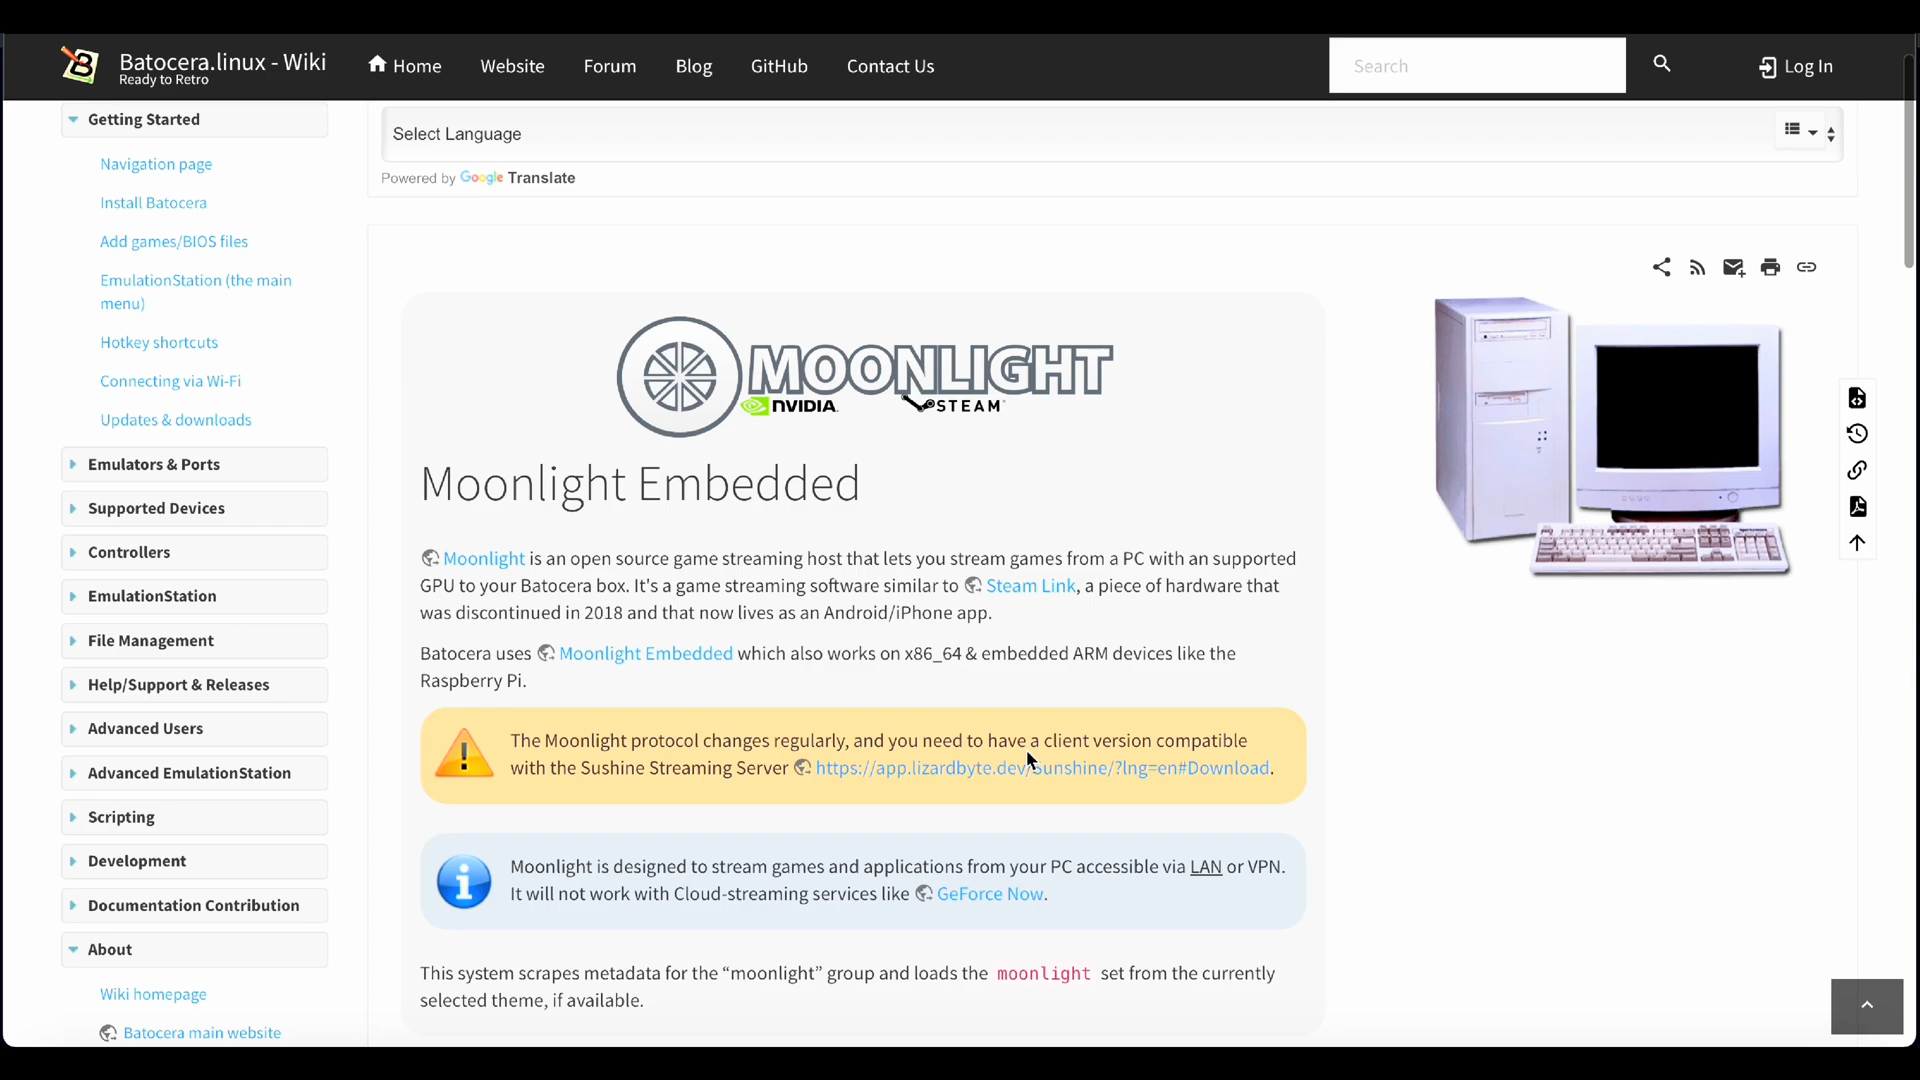 Batocera.linux - Wiki
Ready to Retro
Home
Website
Forum
Blog
GitHub
Contact Us
Search
Log In
Getting Started
Navigation page
Install Batocera
Add games/BIOS files
EmulationStation (the main
menu)
Hotkey shortcuts
Connecting via Wi-Fi
Updates & downloads
Emulators & Ports
Supported Devices
Controllers
EmulationStation
File Management
Help/Support & Releases
Advanced Users
Advanced EmulationStation
Scripting
Development
Documentation Contribution
About
Wiki homepage
Batocera main website
Select Language
Powered by Google Translate
MOONLIGHT
NVIDIA
STEAM
Moonlight Embedded
Moonlight is an open source game streaming host that lets you stream games from a PC with an supported
GPU to your Batocera box. It's a game streaming software similar to Steam Link, a piece of hardware that
was discontinued in 2018 and that now lives as an Android/iPhone app.
Batocera uses Moonlight Embedded which also works on x86_64 & embedded ARM devices like the
Raspberry Pi.
The Moonlight protocol changes regularly, and you need to have a client version compatible
with the Sushine Streaming Server https://app.lizardbyte.dev/Sunshine/?lng=en#Download.
Moonlight is designed to stream games and applications from your PC accessible via LAN or VPN.
It will not work with Cloud-streaming services like GeForce Now.
This system scrapes metadata for the “moonlight” group and loads the moonlight set from the currently
selected theme, if available.